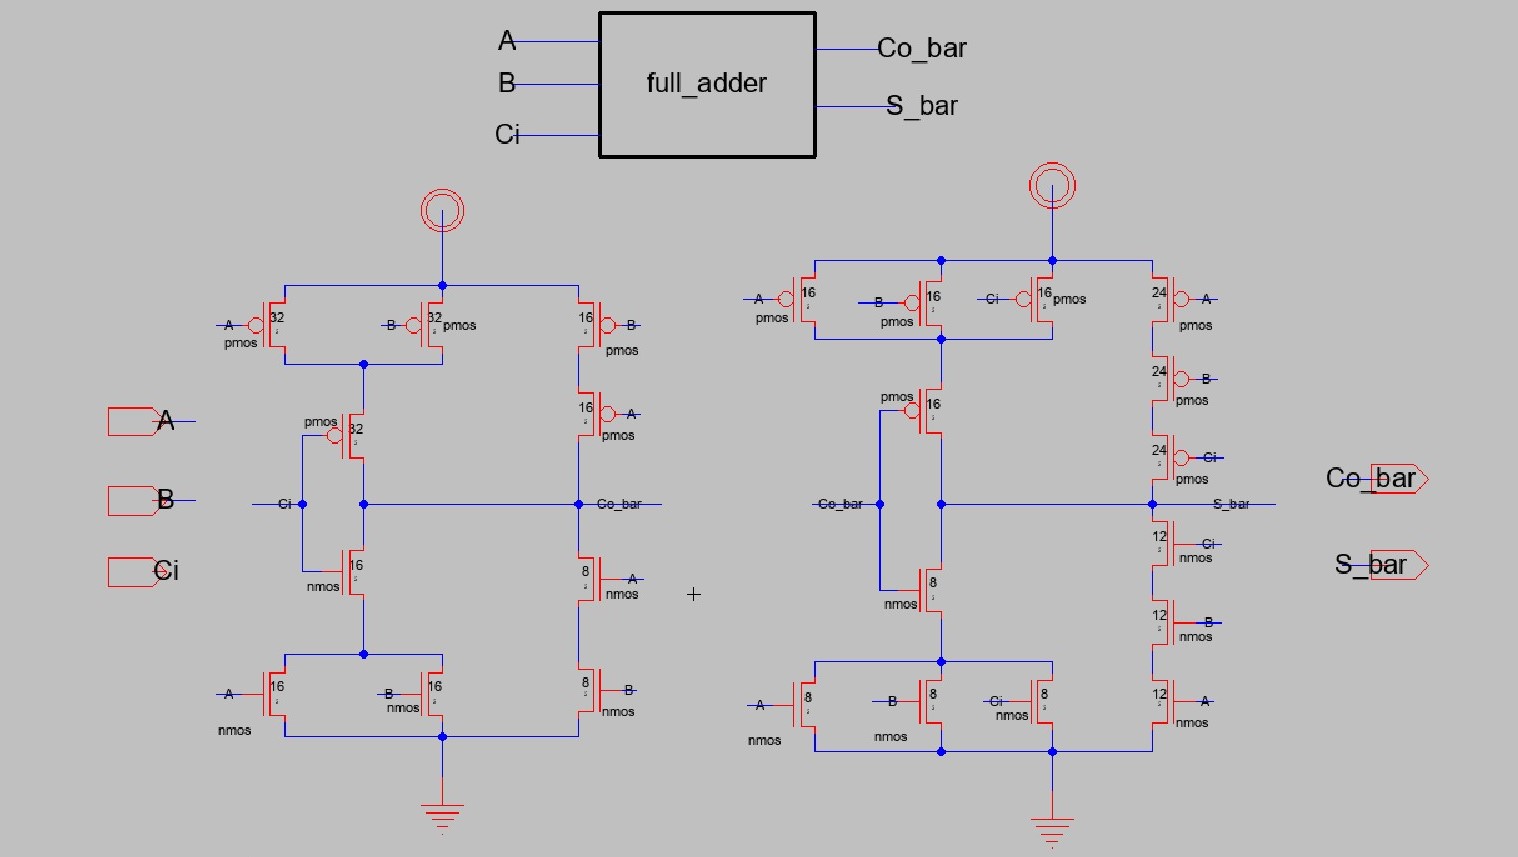 A
Co_bar
full_adder
B
S_bar
Ci
A 32 pmos
B 32 pmos
16 B pmos
16 A pmos
pmos 32
Ci
Co_bar
16 nmos
8 A nmos
A 16 nmos
B 16 nmos
8 B nmos
A
B
Ci
A 16 pmos
B 16 pmos
Ci 16 pmos
24 A pmos
24 B pmos
pmos 16
24 Ci pmos
Co_bar
S_bar
12 Ci nmos
8 nmos
12 B nmos
A 8 nmos
B 8 nmos
Ci 8 nmos
12 A nmos
Co_bar
S_bar